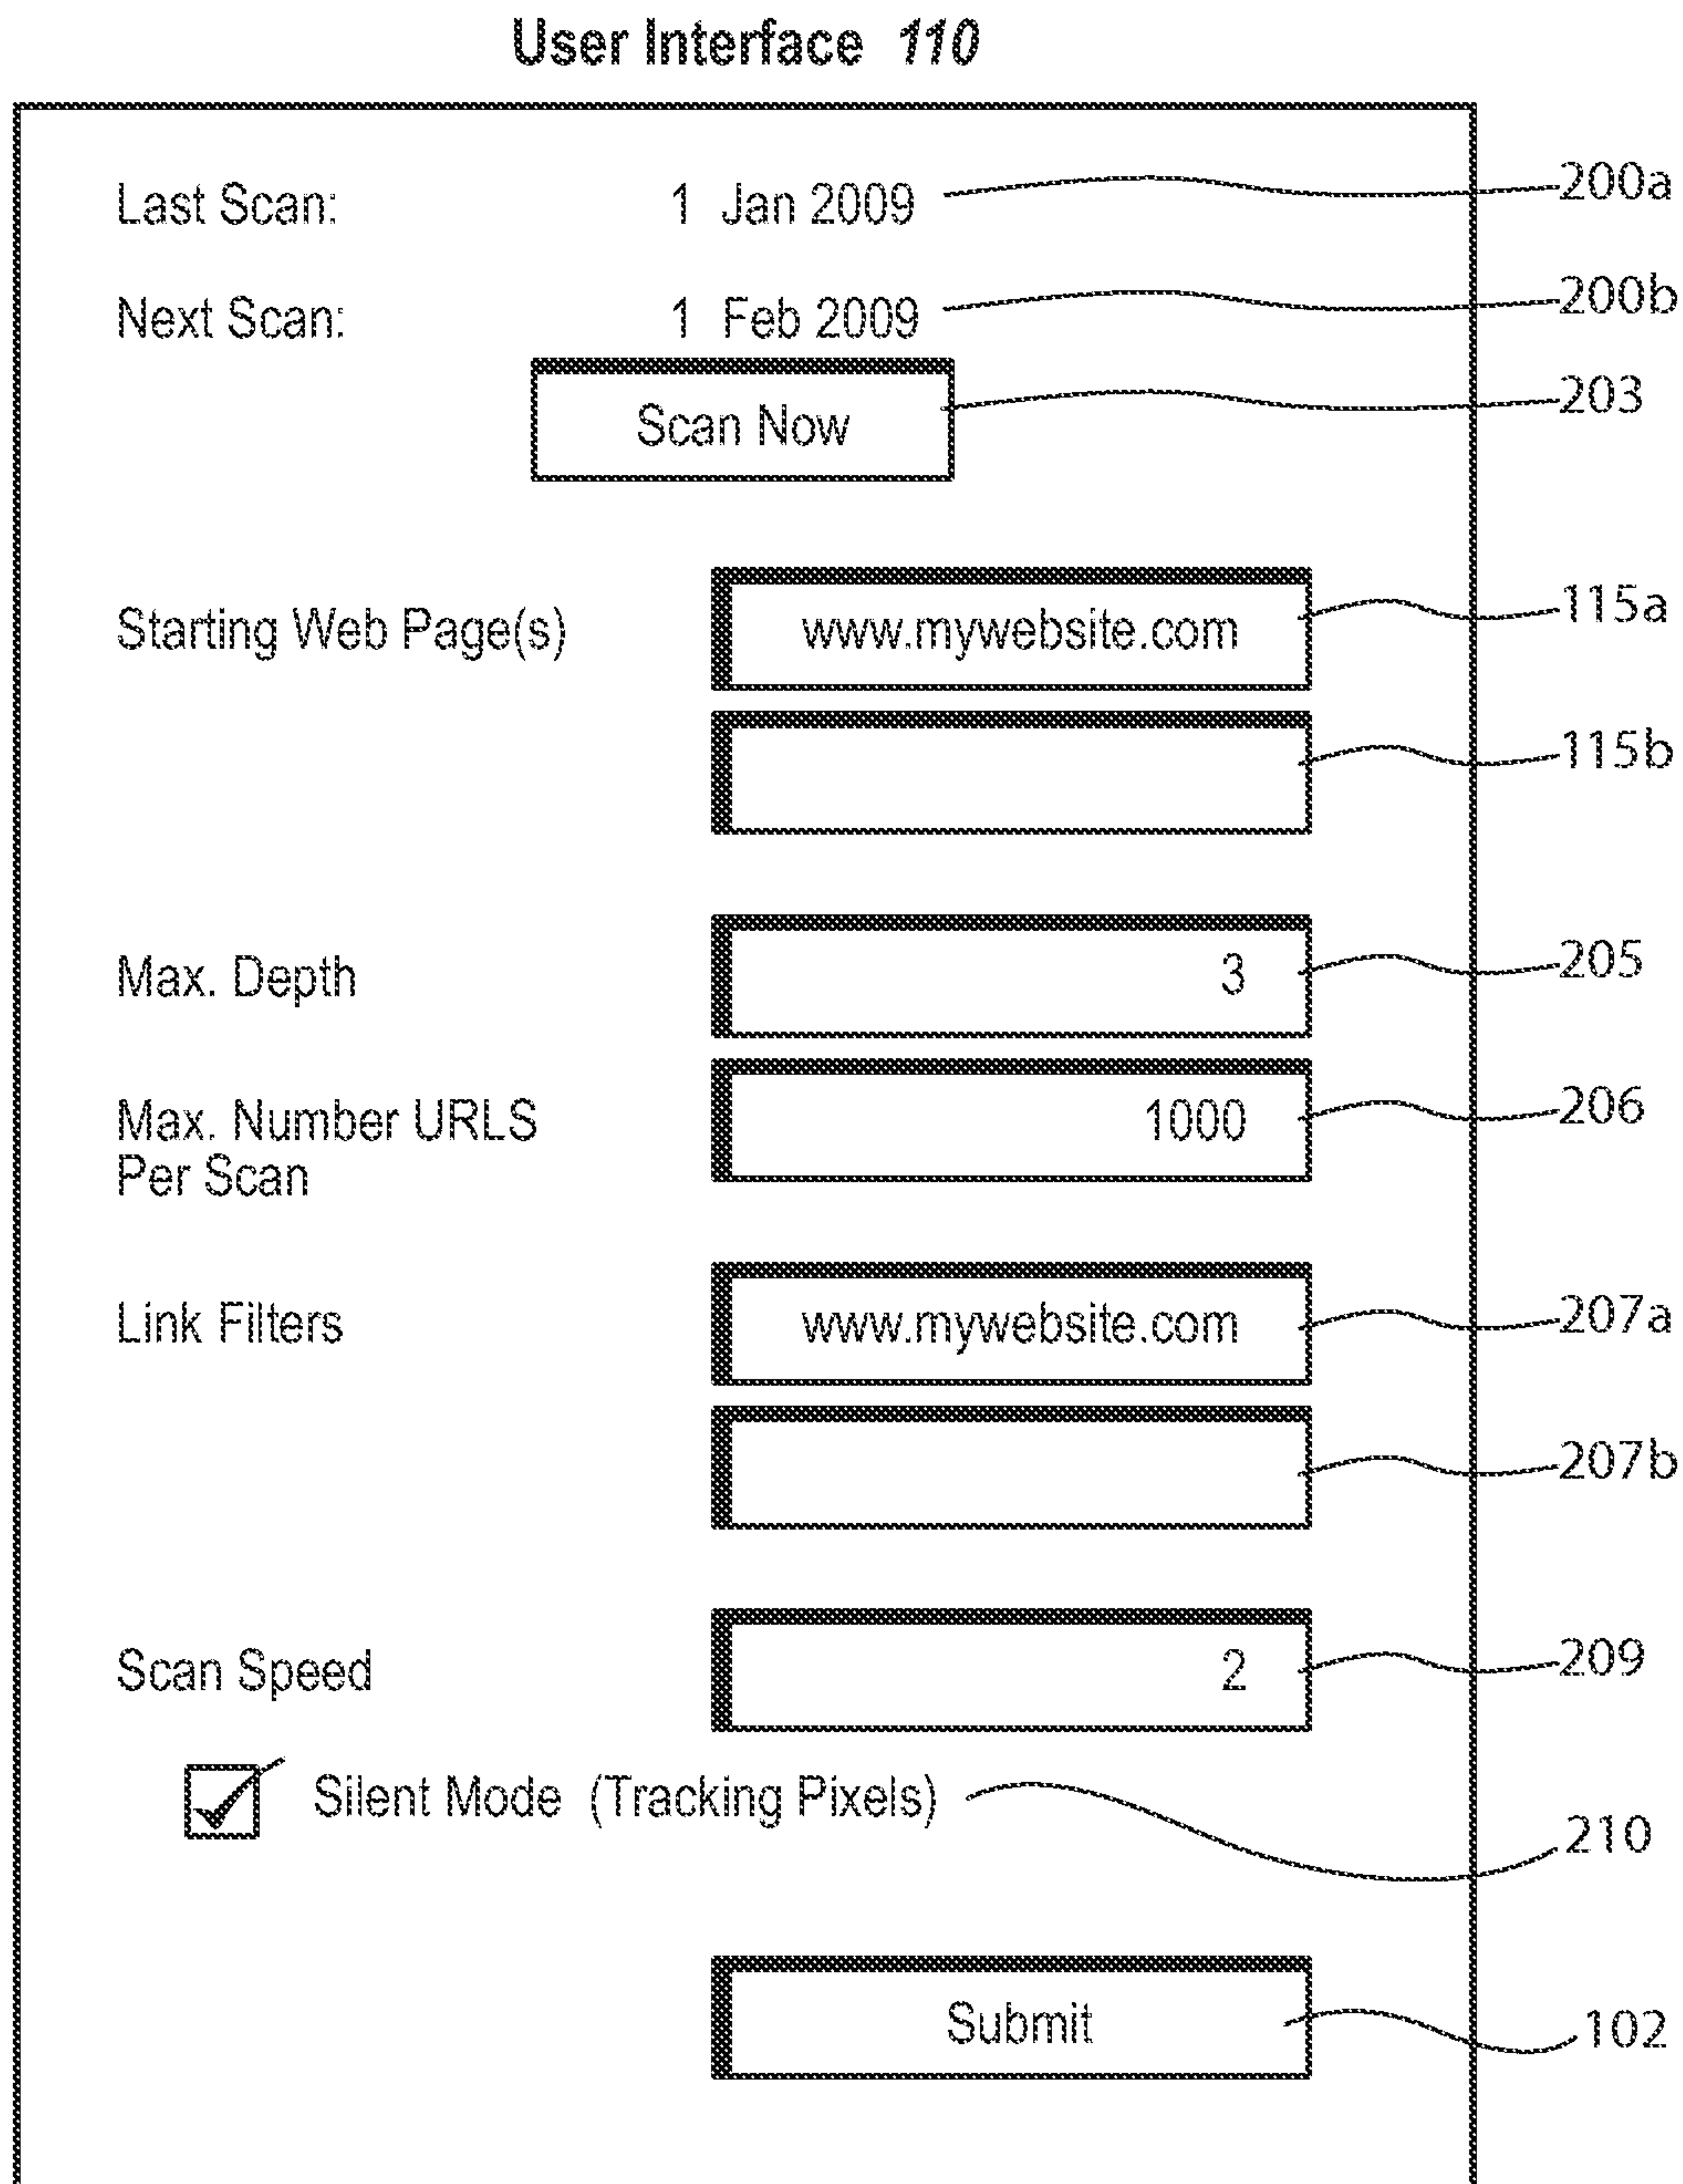 User Interface 110
Last Scan: 1 Jan 2009 200a
Next Scan: 1 Feb 2009 200b
Scan Now 203
Starting Web Page(s) www.mywebsite.com 115a
115b
Max. Depth 3 205
Max. Number URLS 1000 206
Per Scan
Link Filters www.mywebsite.com 207a
207b
Scan Speed 2 209
Silent Mode (Tracking Pixels)
210
Submit 102